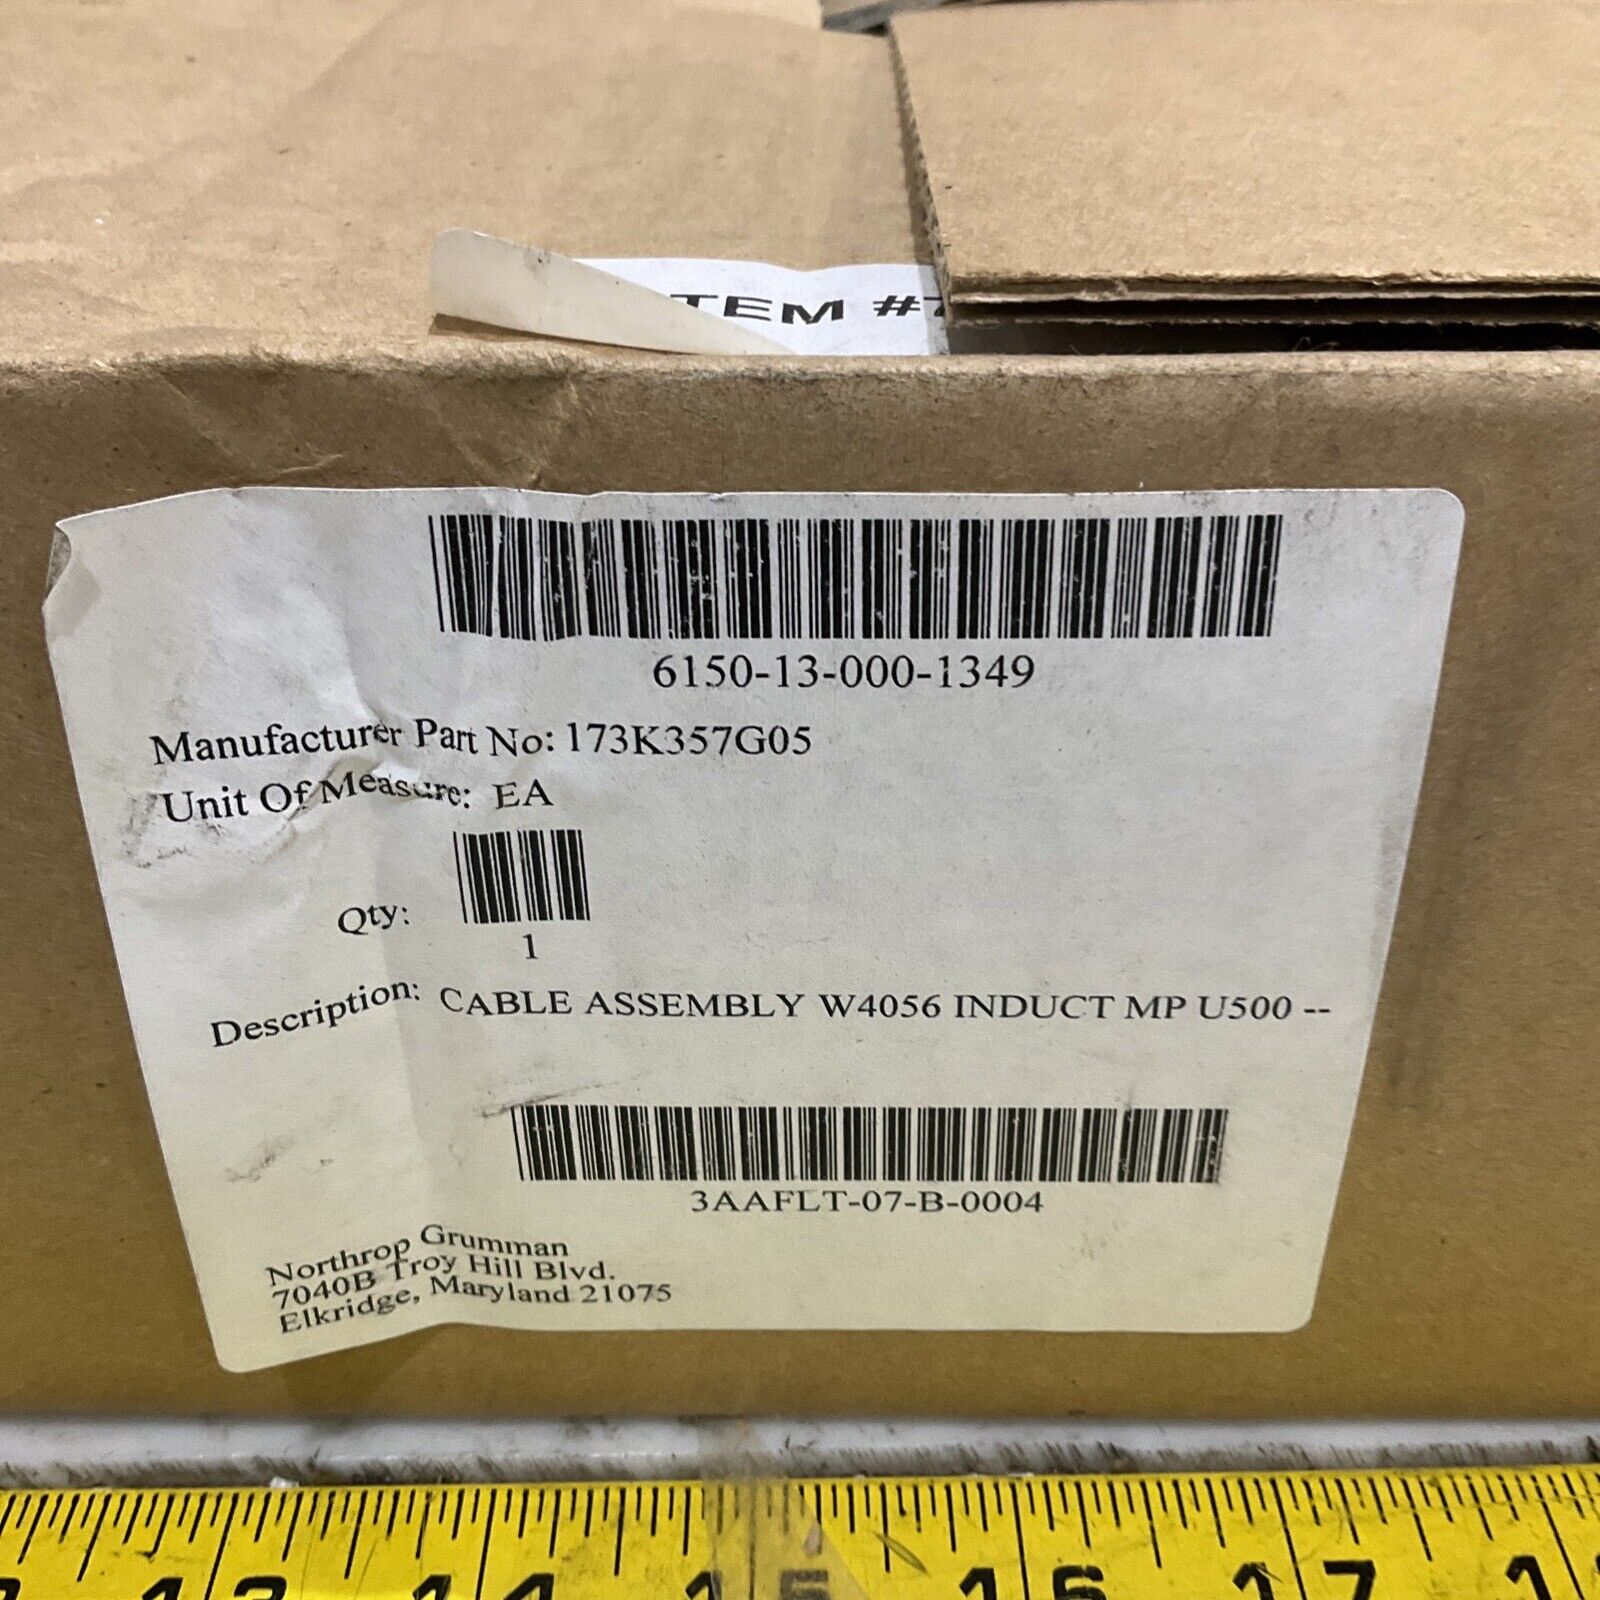 TEM #
6150-13-000-1349
Manufacturer Part No: 173K357G05
Unit Of Measure: EA
Qty:
1
Description: CABLE ASSEMBLY W4056 INDUCT MP U500 --
3AAFLT-07-B-0004
Northrop Grumman
7040B Troy Hill Blvd.
Elkridge, Maryland 21075
13 14 15 16 17